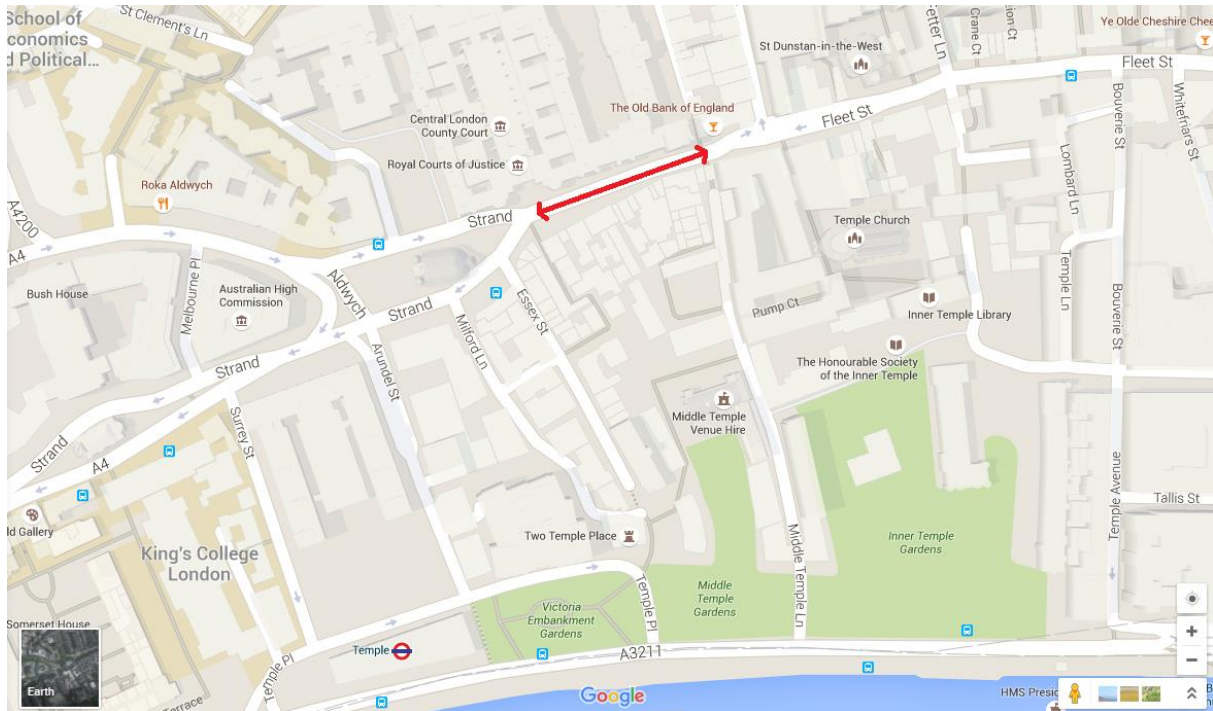 School of
conomics
d Political...
St Clement's Ln
Fetter Ln
Crane Ct
ion Ct
Ye Olde Cheshire Chee
St Dunstan-in-the-West
Fleet St
The Old Bank of England
Fleet St
Bouverie St
Whitefriars St
Central London
County Court
Royal Courts of Justice
Lombard Ln
Roka Aldwych
A4200
Strand
Temple Church
A4
Melbourne Pl
Aldwych
Temple Ln
Bush House
Australian High
Commission
Strand
Essex St
Milford Ln
Pump Ct
Inner Temple Library
Bouverie St
Arundel St
Strand
The Honourable Society
of the Inner Temple
Surrey St
Middle Temple
Venue Hire
Strand
A4
Temple Avenue
Tallis St
ld Gallery
Two Temple Place
King's College
London
Middle Temple Ln
Inner Temple
Gardens
Temple Pl
Middle
Temple
Gardens
Victoria
Embankment
Gardens
Somerset House
Temple
A3211
Temple Pl
Terrace
Earth
Google
HMS Presid